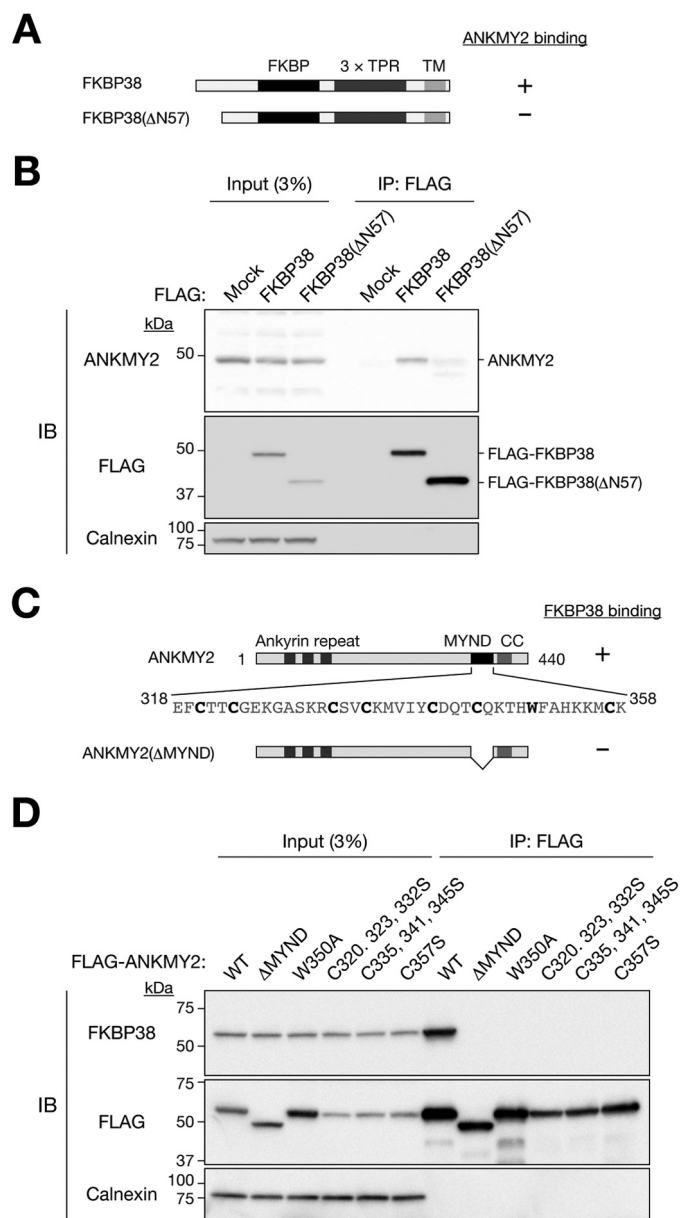 A
ANKMY2 binding
FKBP 3 × TPR TM
FKBP38 +
FKBP38(ΔN57) −
B
Input (3%) IP: FLAG
FLAG: Mock FKBP38 FKBP38(ΔN57) Mock FKBP38 FKBP38(ΔN57)
kDa
IB
ANKMY2 50 ANKMY2
FLAG 50 FLAG-FKBP38
37 FLAG-FKBP38(ΔN57)
Calnexin 100
75
C
FKBP38 binding
Ankyrin repeat MYND CC
ANKMY2 1 440 +
318 358
EFCTTCGEKGASKRCSVCKMVIYCDQTCQKTHWFAHKKMCK
ANKMY2(ΔMYND) −
D
Input (3%) IP: FLAG
FLAG-ANKMY2: WT ΔMYND W350A C320, 323, 332S C335, 341, 345S C357S WT ΔMYND W350A C320, 323, 332S C335, 341, 345S C357S
kDa
IB
75
FKBP38
50
75
FLAG 50
37
Calnexin 100
75